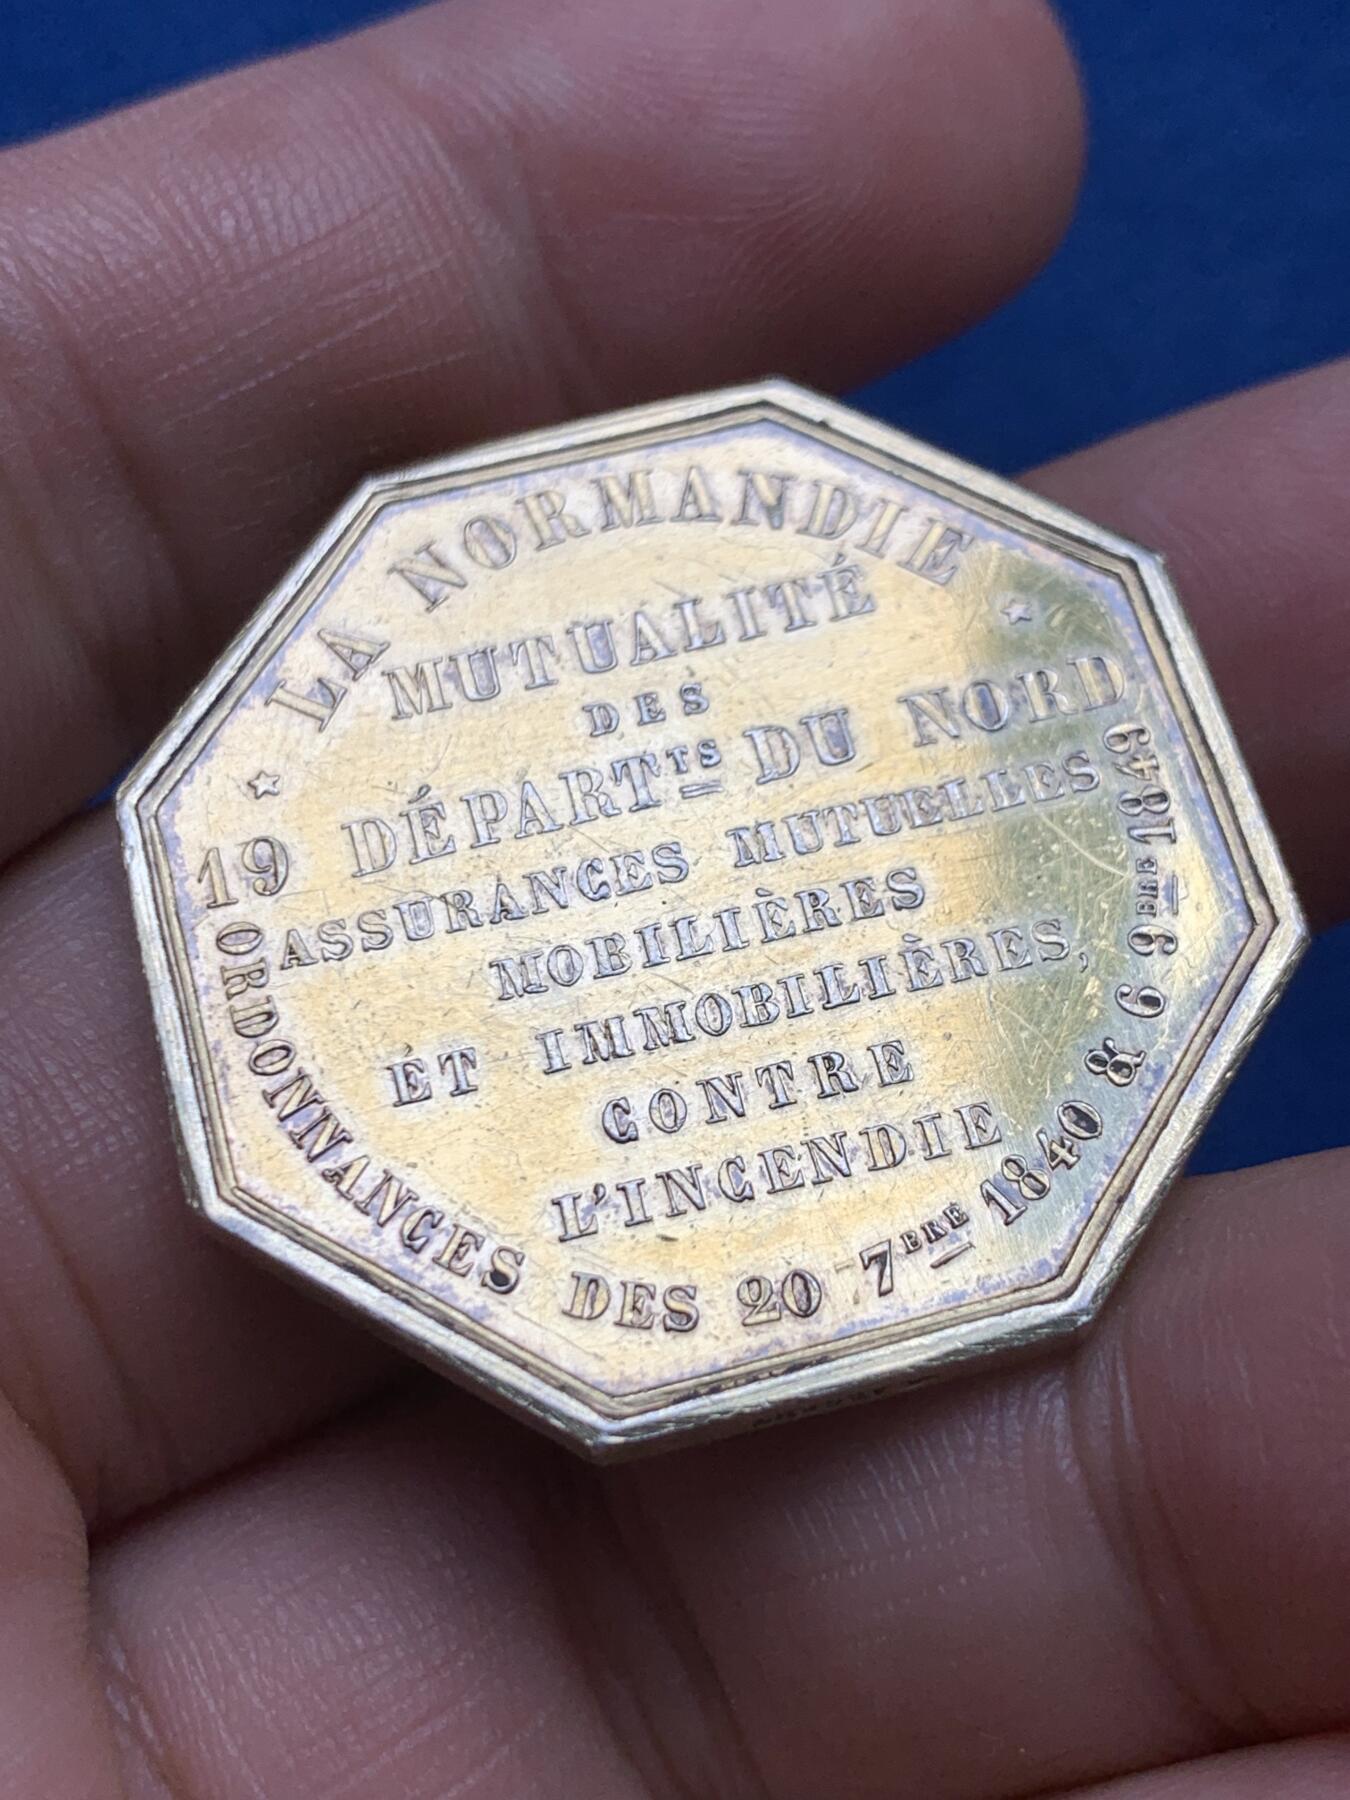 LA NORMANDIE
MUTUALITÉ
DES
19 DÉPARTTS DU NORD
ASSURANCES MUTUELLES
MOBILIÈRES
ET IMMOBILIÈRES,
CONTRE
L'INCENDIE
ORDONNANCES DES 20 7BRE 1840 & 6 9BRE 1849